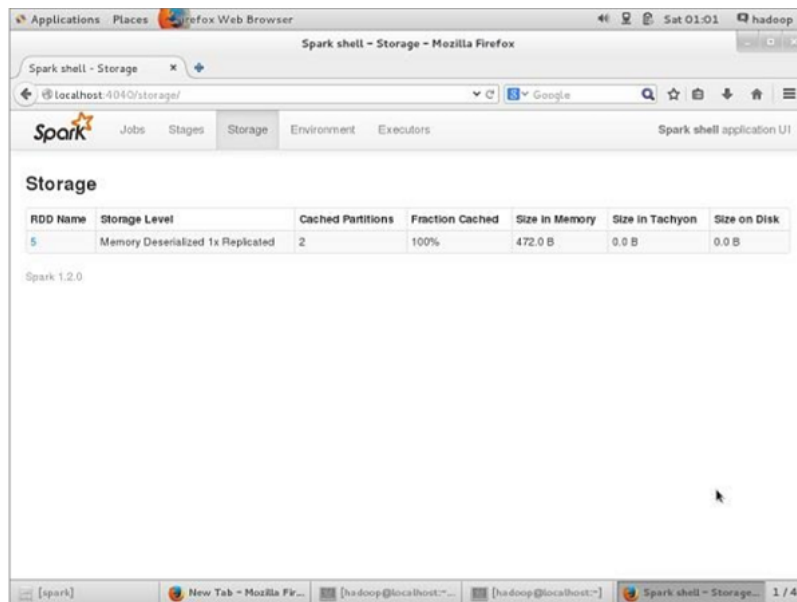 Applications Places Firefox Web Browser Sat 01:01 hadoop
Spark shell - Storage - Mozilla Firefox
Spark shell - Storage
localhost:4040/storage/ Google
Spark Jobs Stages Storage Environment Executors Spark shell application UI
Storage
RDD Name Storage Level Cached Partitions Fraction Cached Size in Memory Size in Tachyon Size on Disk
5 Memory Deserialized 1x Replicated 2 100% 472.0 B 0.0 B 0.0 B
Spark 1.2.0
[spark] New Tab - Mozilla Fir... [hadoop@localhost:~... [hadoop@localhost:~] Spark shell - Storage... 1 / 4